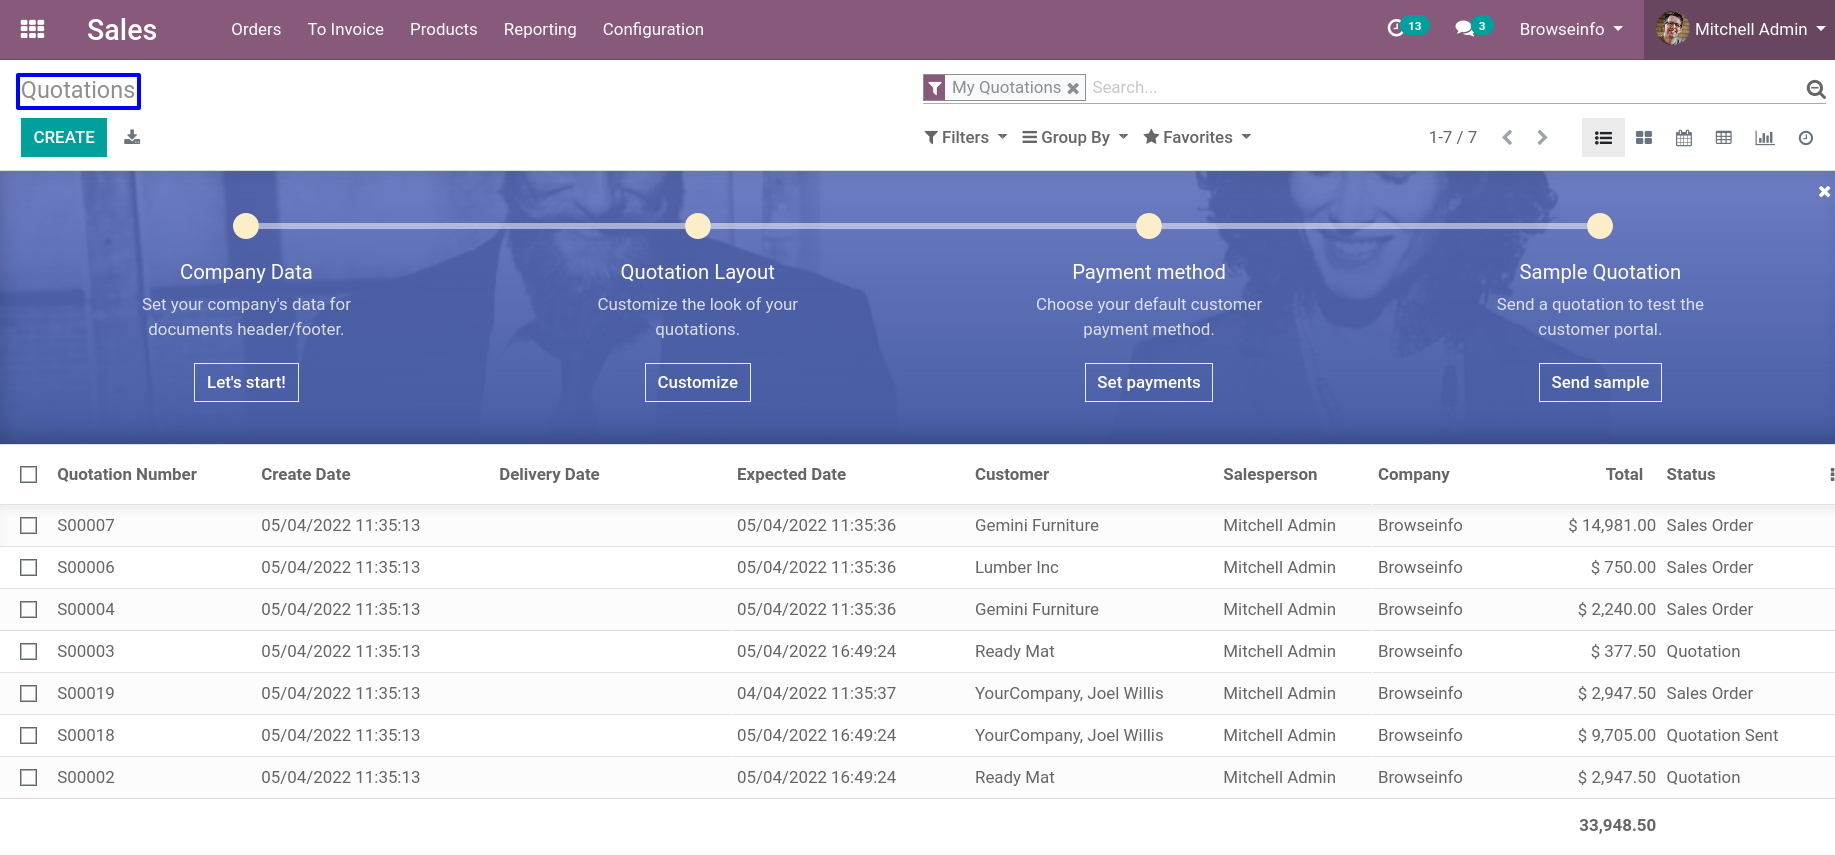 Sales Orders To Invoice Products Reporting Configuration 13 3 Browseinfo Mitchell Admin
Quotations
My Quotations Search...
CREATE
Filters Group By Favorites 1-7 / 7
Company Data
Set your company's data for
documents header/footer.
Let's start!
Quotation Layout
Customize the look of your
quotations.
Customize
Payment method
Choose your default customer
payment method.
Set payments
Sample Quotation
Send a quotation to test the
customer portal.
Send sample
Quotation Number Create Date Delivery Date Expected Date Customer Salesperson Company Total Status
S00007 05/04/2022 11:35:13 05/04/2022 11:35:36 Gemini Furniture Mitchell Admin Browseinfo $ 14,981.00 Sales Order
S00006 05/04/2022 11:35:13 05/04/2022 11:35:36 Lumber Inc Mitchell Admin Browseinfo $ 750.00 Sales Order
S00004 05/04/2022 11:35:13 05/04/2022 11:35:36 Gemini Furniture Mitchell Admin Browseinfo $ 2,240.00 Sales Order
S00003 05/04/2022 11:35:13 05/04/2022 16:49:24 Ready Mat Mitchell Admin Browseinfo $ 377.50 Quotation
S00019 05/04/2022 11:35:13 04/04/2022 11:35:37 YourCompany, Joel Willis Mitchell Admin Browseinfo $ 2,947.50 Sales Order
S00018 05/04/2022 11:35:13 05/04/2022 16:49:24 YourCompany, Joel Willis Mitchell Admin Browseinfo $ 9,705.00 Quotation Sent
S00002 05/04/2022 11:35:13 05/04/2022 16:49:24 Ready Mat Mitchell Admin Browseinfo $ 2,947.50 Quotation
33,948.50